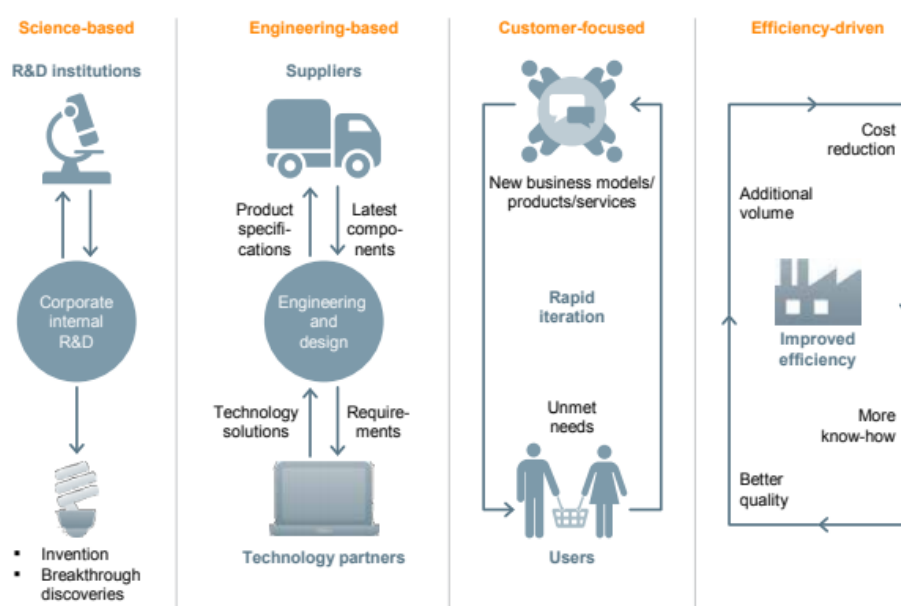 Science-based
R&D institutions
Corporate
internal
R&D
▪ Invention
▪ Breakthrough
discoveries
Engineering-based
Suppliers
Product
specifi-
cations
Latest
compo-
nents
Engineering
and
design
Technology
solutions
Require-
ments
Technology partners
Customer-focused
New business models/
products/services
Rapid
iteration
Unmet
needs
Users
Efficiency-driven
Cost
reduction
Additional
volume
Improved
efficiency
More
know-how
Better
quality